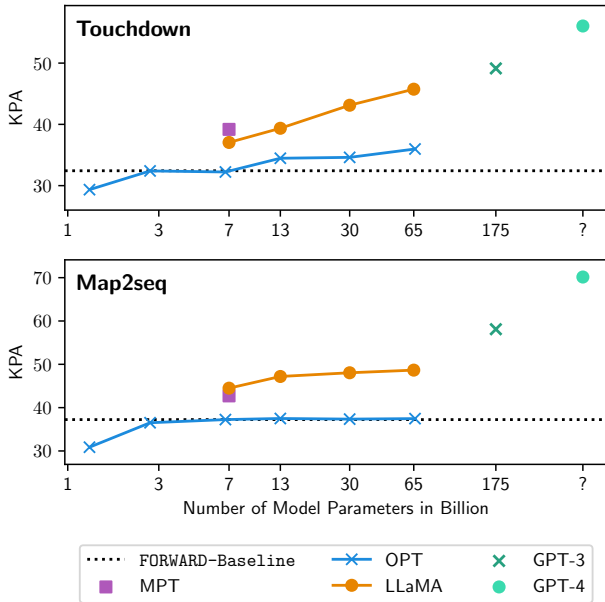 Touchdown
KPA
50
40
30
1 3 7 13 30 65 175 ?
Map2seq
KPA
70
60
50
40
30
1 3 7 13 30 65 175 ?
Number of Model Parameters in Billion
FORWARD-Baseline OPT GPT-3
MPT LLaMA GPT-4